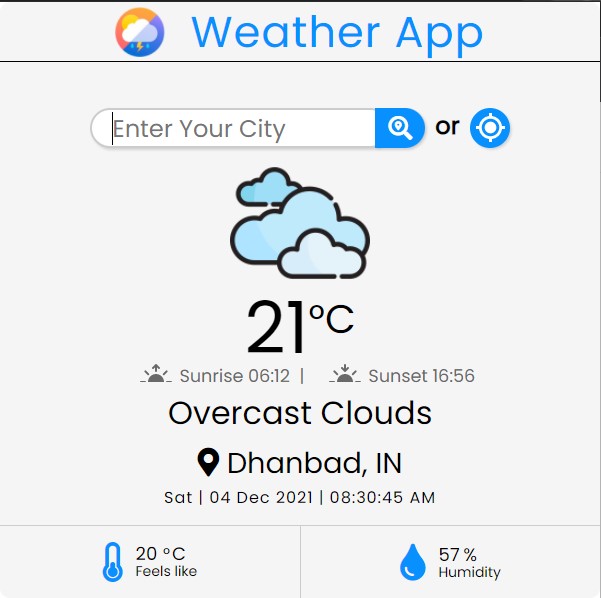 Weather App
Enter Your City or
21°C
Sunrise 06:12 | Sunset 16:56
Overcast Clouds
Dhanbad, IN
Sat | 04 Dec 2021 | 08:30:45 AM
20 °C
Feels like
57 %
Humidity